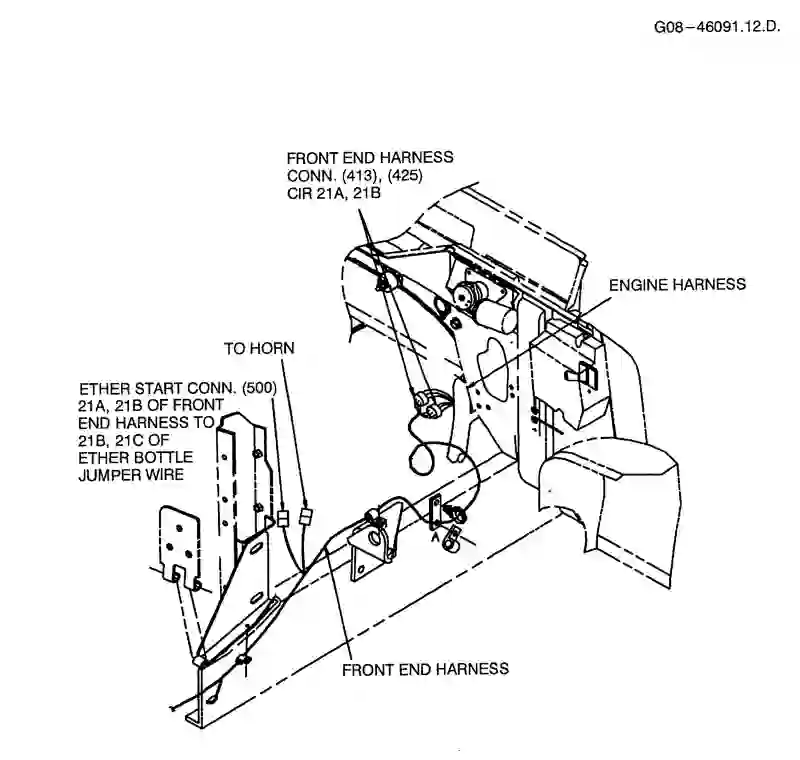 G08-46091.12.D.
FRONT END HARNESS
CONN. (413), (425)
CIR 21A, 21B
ENGINE HARNESS
TO HORN
ETHER START CONN. (500)
21A, 21B OF FRONT
END HARNESS TO
21B, 21C OF
ETHER BOTTLE
JUMPER WIRE
A
FRONT END HARNESS